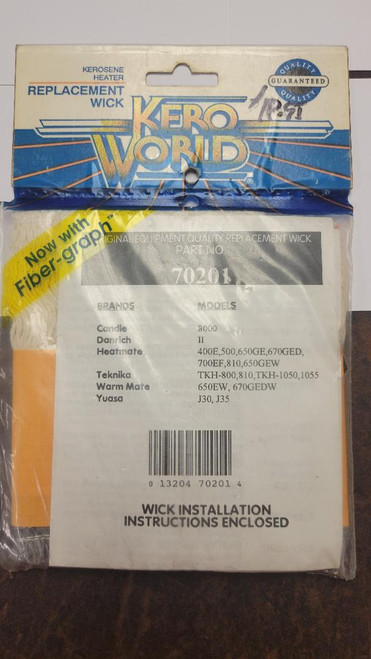 KEROSENE
HEATER
REPLACEMENT
WICK
QUALITY
GUARANTEED
QUALITY
KERO
WORLD
Now with
Fiber-graph™
ORIGINAL EQUIPMENT QUALITY REPLACEMENT WICK
PART NO.
70201
BRANDS MODELS
Candle 8000
Danrich II
Heatmate 400E,500,650GE,670GED,
700EF,810,650GEW
Teknika TKH-800,810,TKH-1050,1055
Warm Mate 650EW, 670GEDW
Yuasa J30, J35
0 13204 70201 4
WICK INSTALLATION
INSTRUCTIONS ENCLOSED